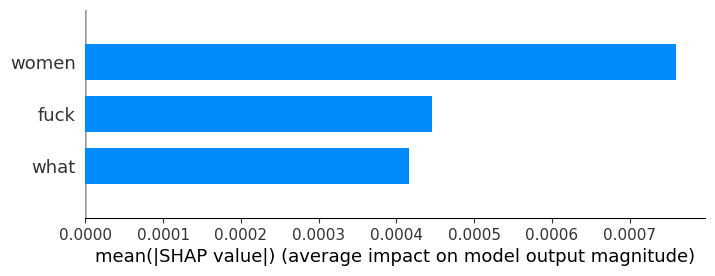 women
fuck
what
0.0000 0.0001 0.0002 0.0003 0.0004 0.0005 0.0006 0.0007
mean(|SHAP value|) (average impact on model output magnitude)